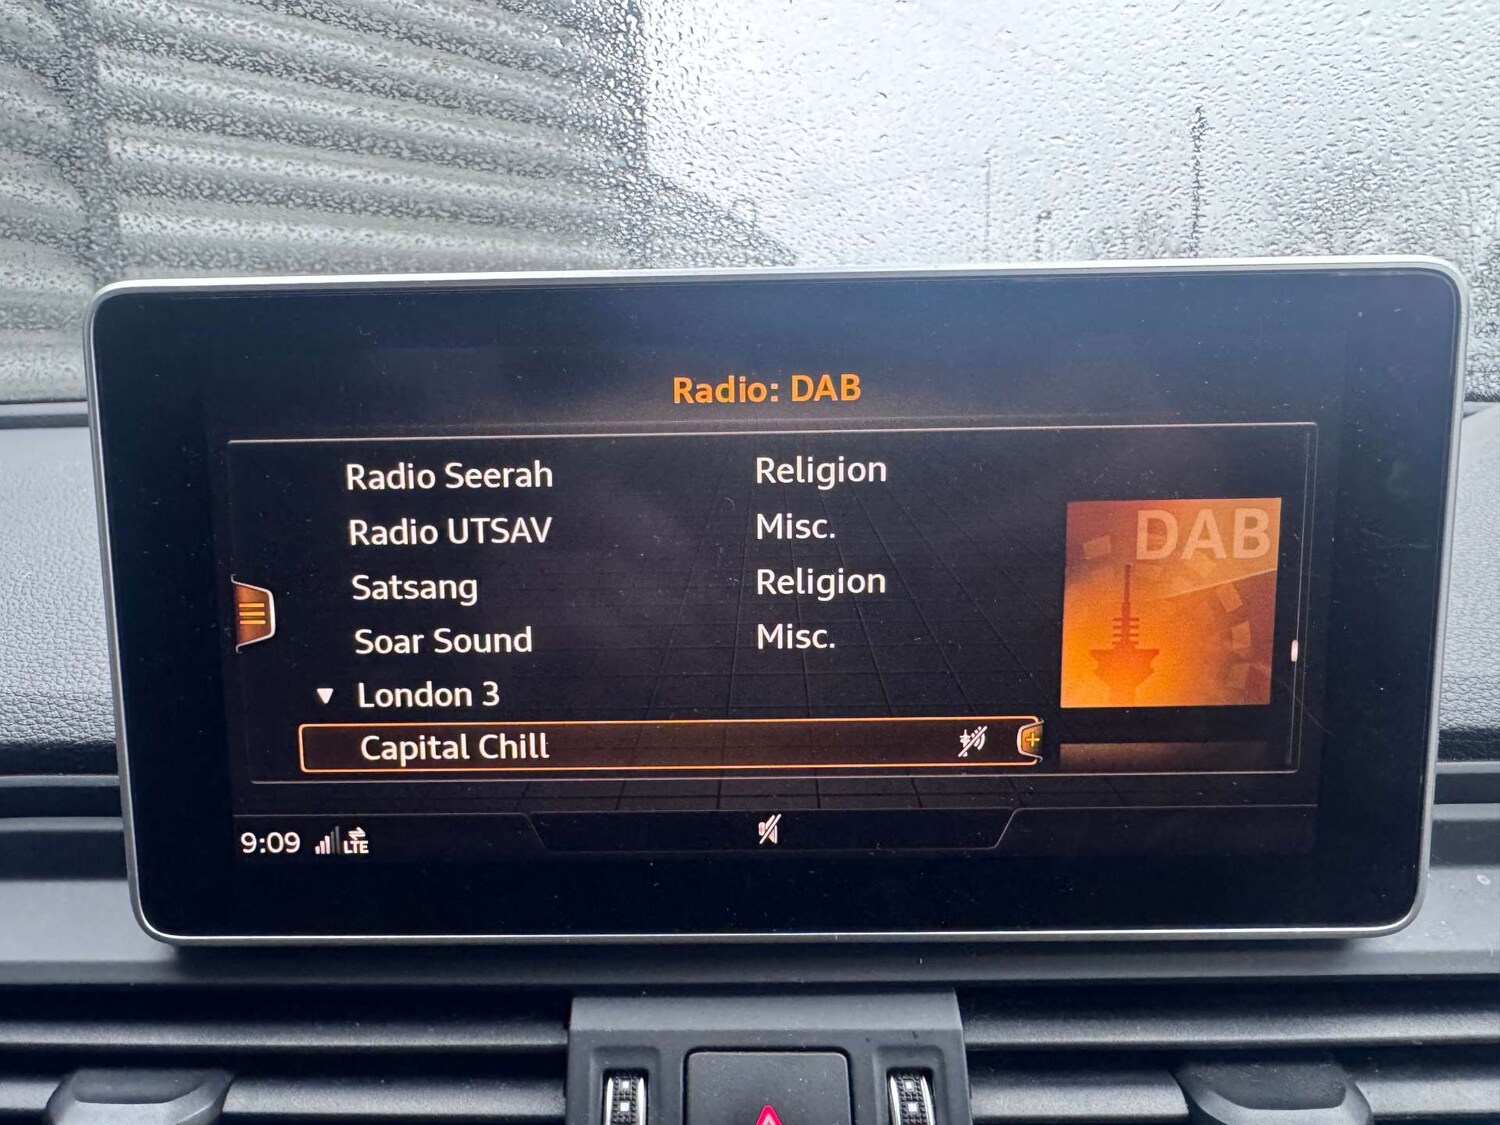 Radio: DAB
Radio Seerah Religion
Radio UTSAV Misc.
Satsang Religion
Soar Sound Misc.
London 3
Capital Chill
DAB
9:09 LTE